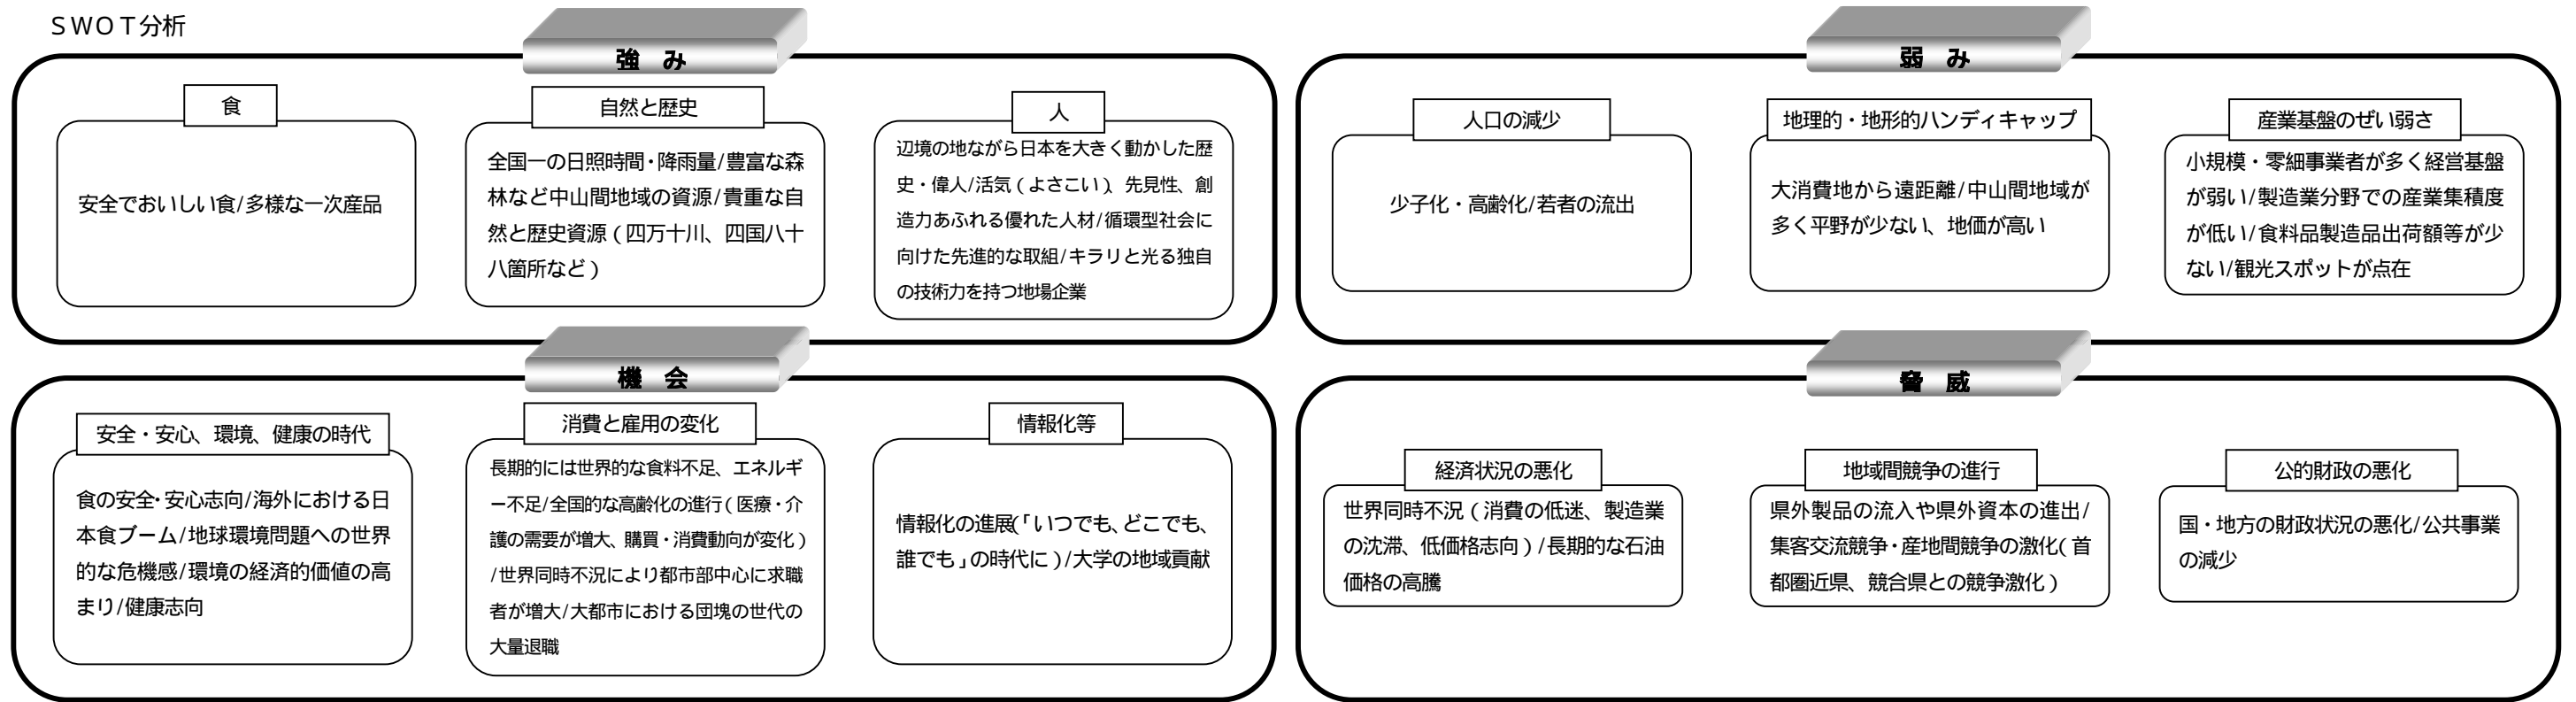 ＳＷＯＴ分析
強　み
食
安全でおいしい食/多様な一次産品
自然と歴史
全国一の日照時間・降雨量/豊富な森
林など中山間地域の資源/貴重な自
然と歴史資源（四万十川、四国八十
八箇所など）
人
辺境の地ながら日本を大きく動かした歴
史・偉人/活気（よさこい）、先見性、創
造力あふれる優れた人材/循環型社会に
向けた先進的な取組/キラリと光る独自
の技術力を持つ地場企業
弱　み
人口の減少
少子化・高齢化/若者の流出
地理的・地形的ハンディキャップ
大消費地から遠距離/中山間地域が
多く平野が少ない、地価が高い
産業基盤のぜい弱さ
小規模・零細事業者が多く経営基盤
が弱い/製造業分野での産業集積度
が低い/食料品製造品出荷額等が少
ない/観光スポットが点在
機　会
安全・安心、環境、健康の時代
食の安全・安心志向/海外における日
本食ブーム/地球環境問題への世界
的な危機感/環境の経済的価値の高
まり/健康志向
消費と雇用の変化
長期的には世界的な食料不足、エネルギ
ー不足/全国的な高齢化の進行（医療・介
護の需要が増大、購買・消費動向が変化）
/世界同時不況により都市部中心に求職
者が増大/大都市における団塊の世代の
大量退職
情報化等
情報化の進展（「いつでも、どこでも、
誰でも」の時代に）/大学の地域貢献
脅　威
経済状況の悪化
世界同時不況（消費の低迷、製造業
の沈滞、低価格志向）/長期的な石油
価格の高騰
地域間競争の進行
県外製品の流入や県外資本の進出/
集客交流競争・産地間競争の激化（首
都圏近県、競合県との競争激化）
公的財政の悪化
国・地方の財政状況の悪化/公共事業
の減少